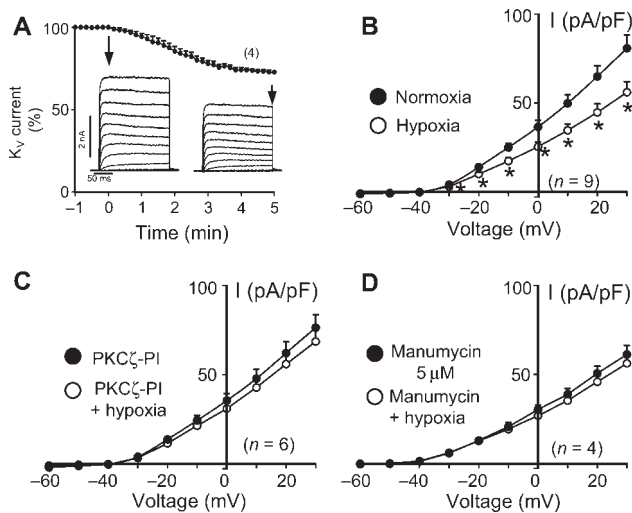 A
100
50
0
K_V current
(%)
(4)
2 nA
50 ms
−1 0 1 2 3 4 5
Time (min)
B
I (pA/pF)
100
50
Normoxia
Hypoxia
* * * * * * *
(n = 9)
−60 −40 −20 0 20
Voltage (mV)
C
I (pA/pF)
100
50
PKCζ-PI
PKCζ-PI
+ hypoxia
(n = 6)
−60 −40 −20 0 20
Voltage (mV)
D
I (pA/pF)
100
50
Manumycin
5 μM
Manumycin
+ hypoxia
(n = 4)
−60 −40 −20 0 20
Voltage (mV)